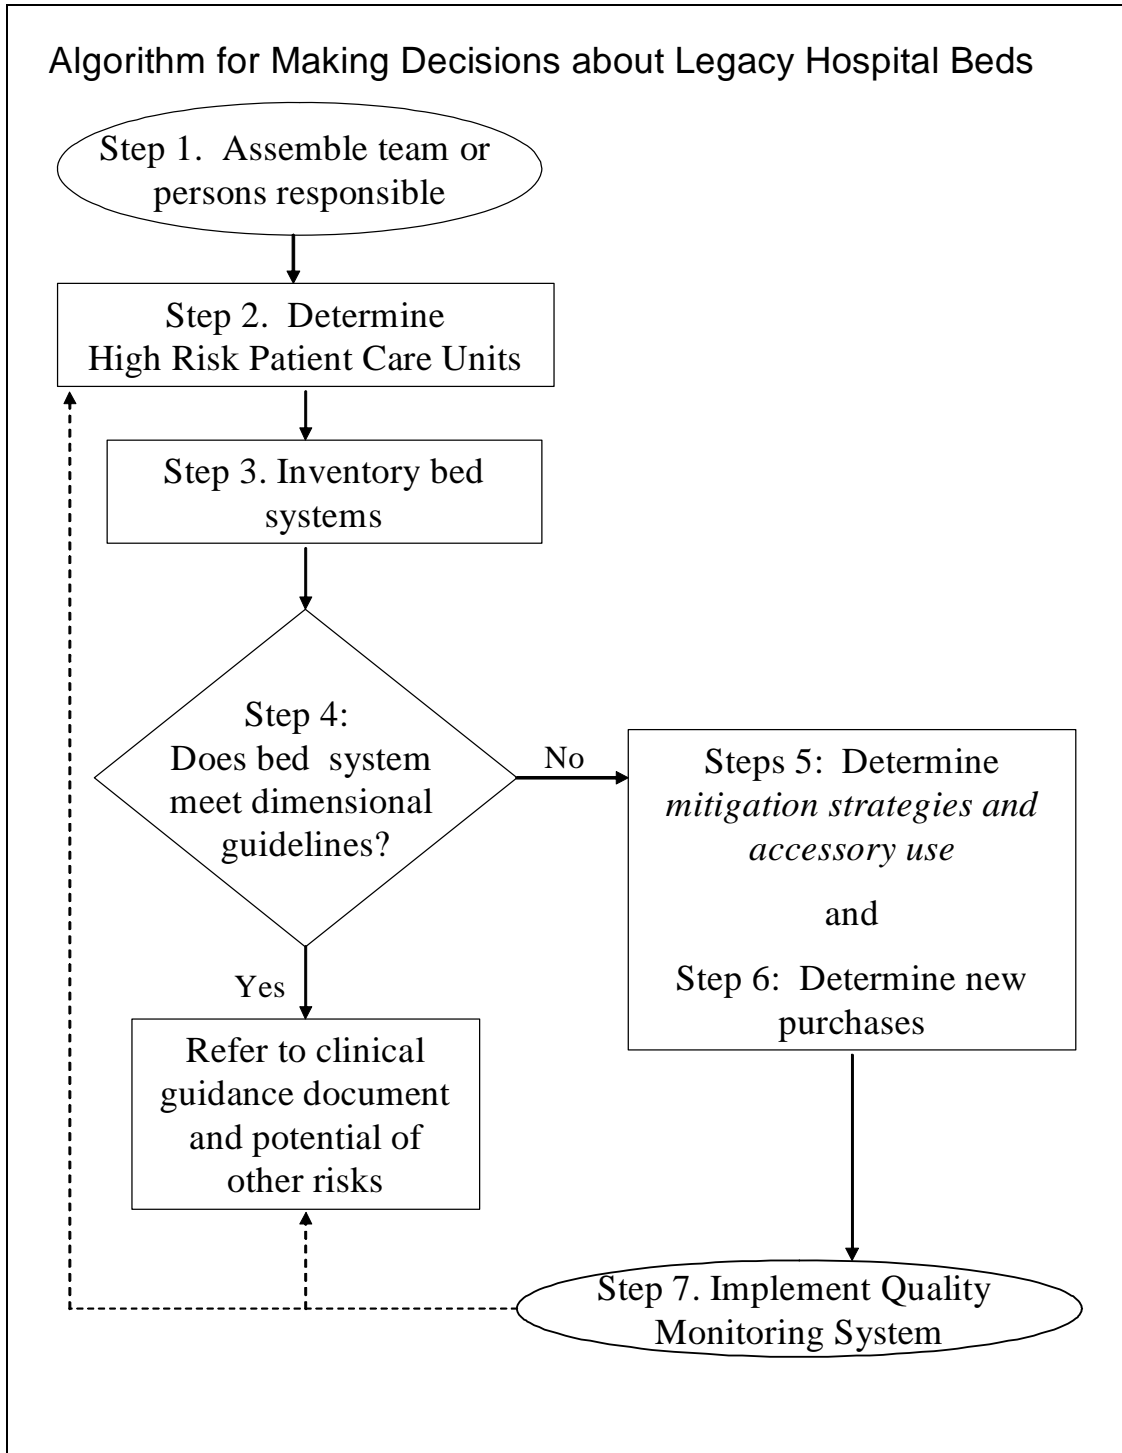 Algorithm for Making Decisions about Legacy Hospital Beds
Step 1. Assemble team or
persons responsible
Step 2. Determine
High Risk Patient Care Units
Step 3. Inventory bed
systems
Step 4:
Does bed system
meet dimensional
guidelines?
No
Steps 5: Determine
mitigation strategies and
accessory use
and
Step 6: Determine new
purchases
Yes
Refer to clinical
guidance document
and potential of
other risks
Step 7. Implement Quality
Monitoring System